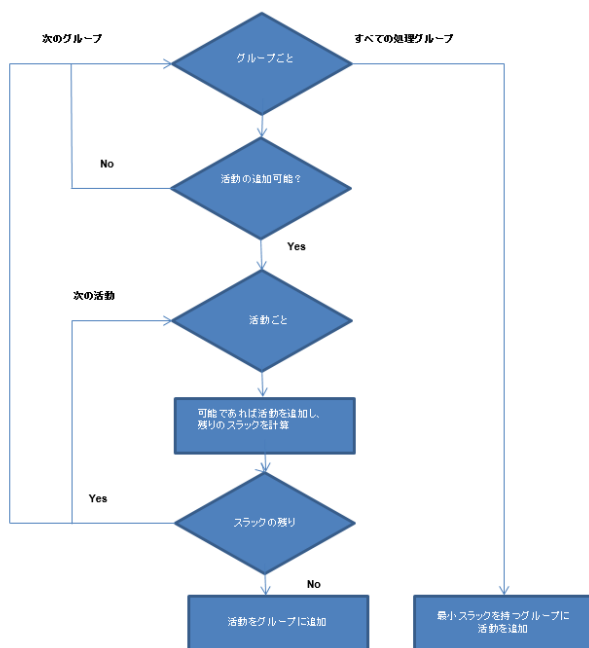 次のグループ
すべての処理グループ
グループごと
No
活動の追加可能？
Yes
次の活動
活動ごと
可能であれば活動を追加し、
残りのスラックを計算
Yes
スラックの残り
No
活動をグループに追加
最小スラックを持つグループに
活動を追加